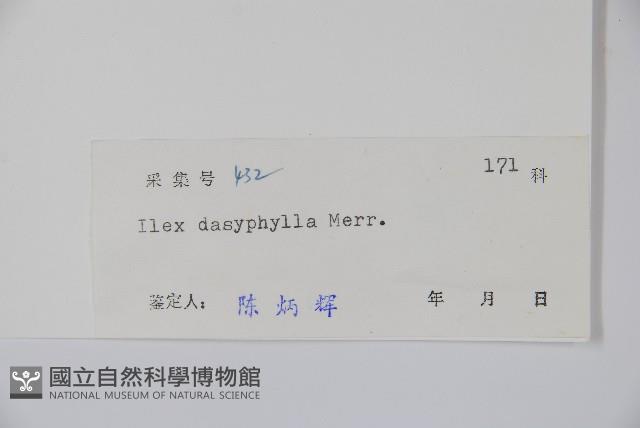 采集号 432 171 科
Ilex dasyphylla Merr.
鉴定人： 陈炳辉 年 月 日
國立自然科學博物館
NATIONAL MUSEUM OF NATURAL SCIENCE